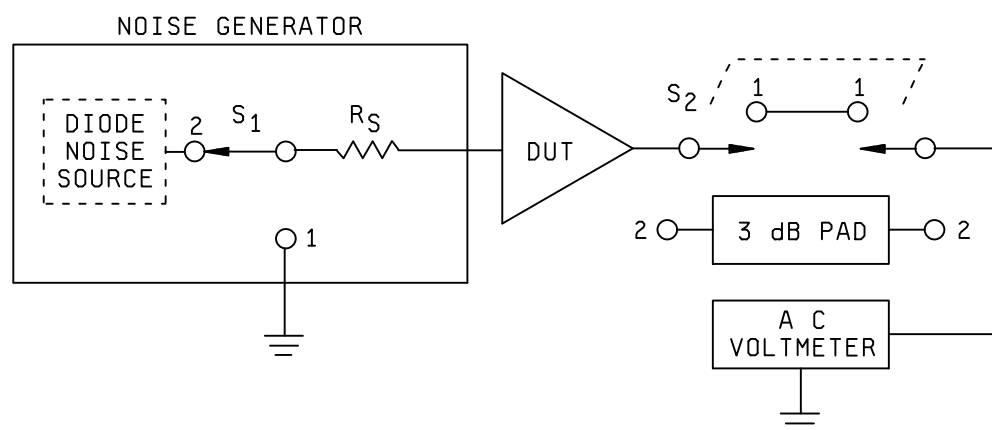 NOISE GENERATOR
DIODE
NOISE
SOURCE
2
S1
RS
1
DUT
S2
1
1
2
3 dB PAD
2
A C
VOLTMETER